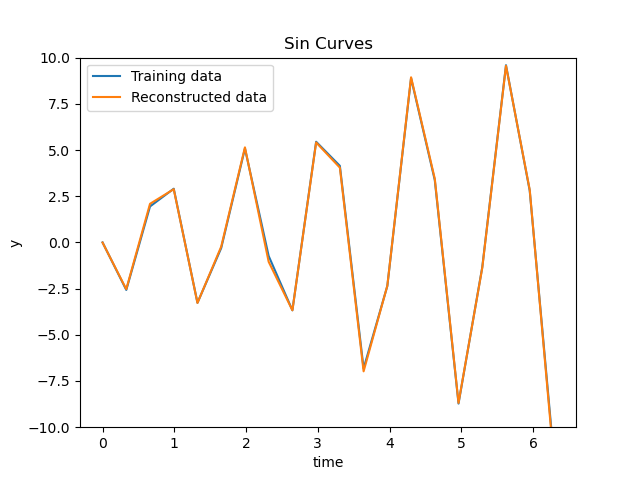 Sin Curves
Training data
Reconstructed data
10.0
7.5
5.0
2.5
0.0
−2.5
−5.0
−7.5
−10.0
y
0 1 2 3 4 5 6
time